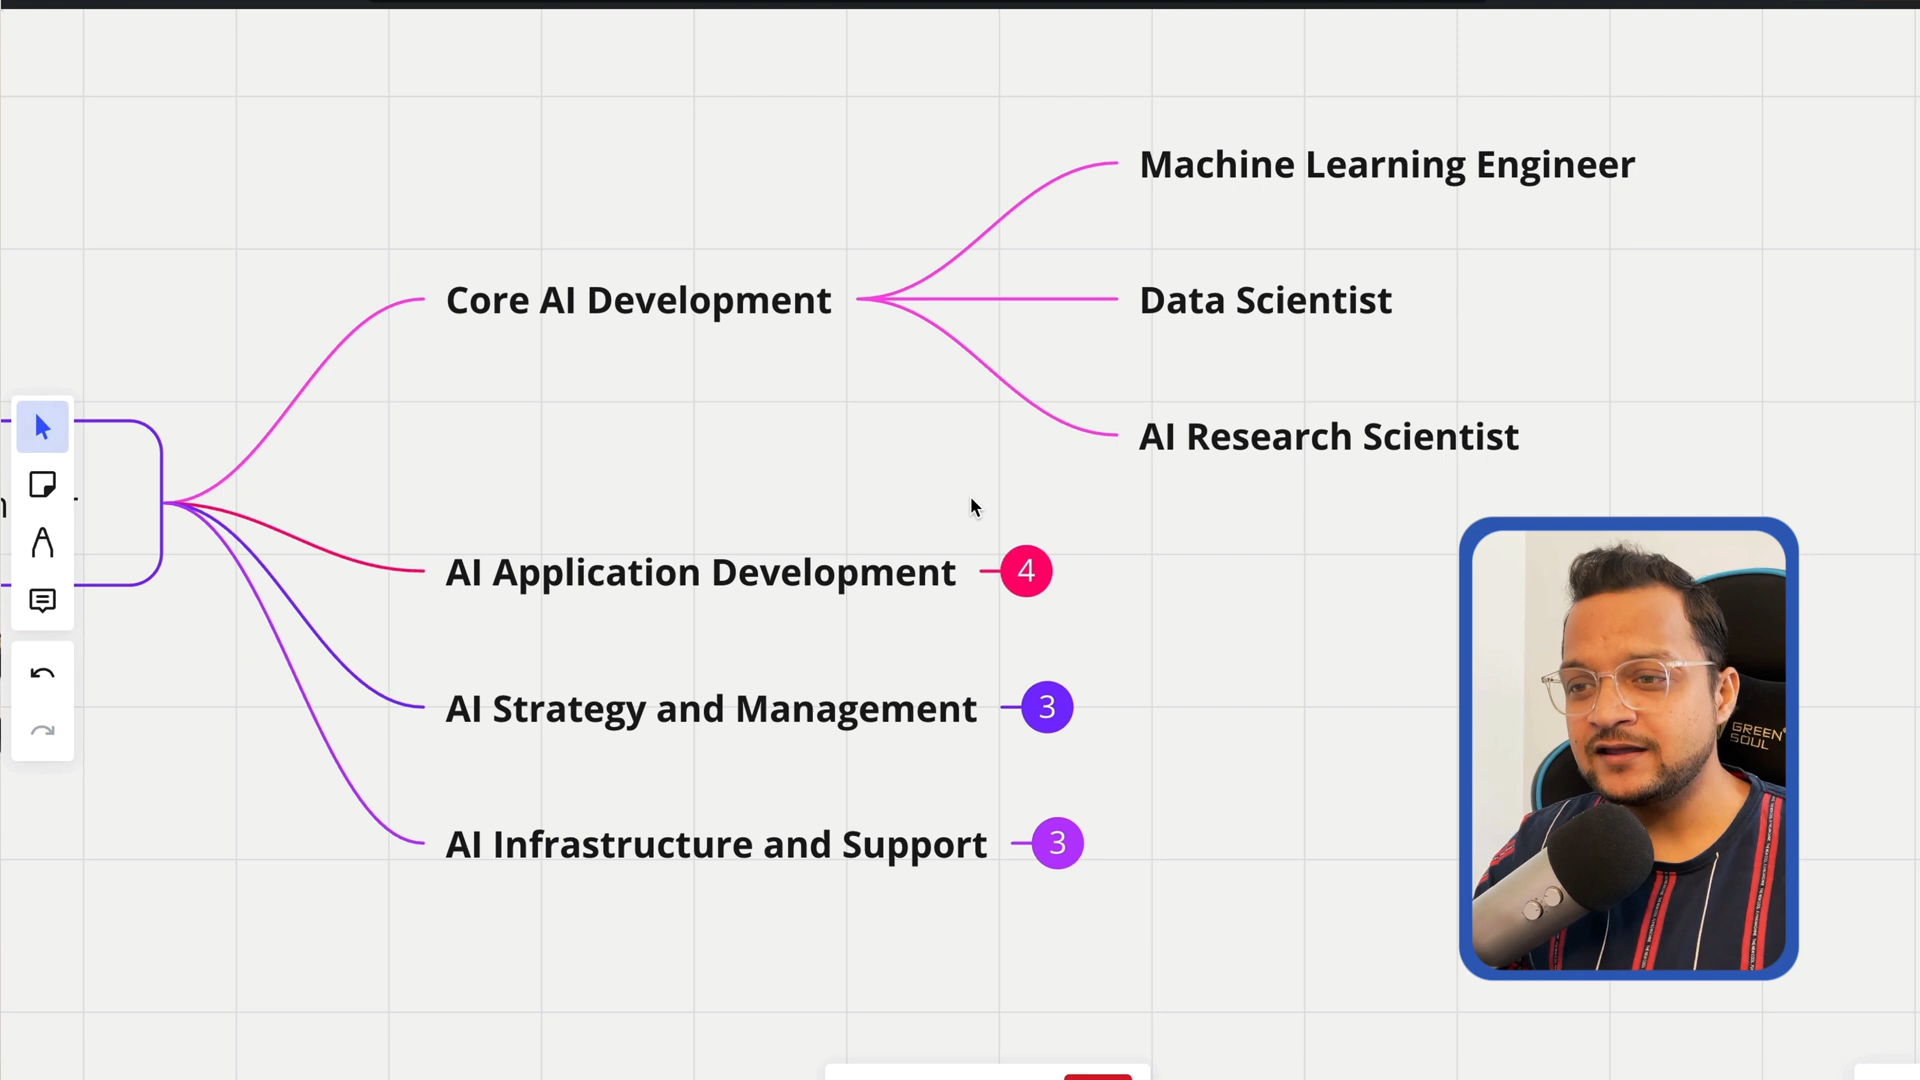 Machine Learning Engineer
Core AI Development
Data Scientist
AI Research Scientist
AI Application Development
4
AI Strategy and Management
3
AI Infrastructure and Support
3
GREEN
SOUL